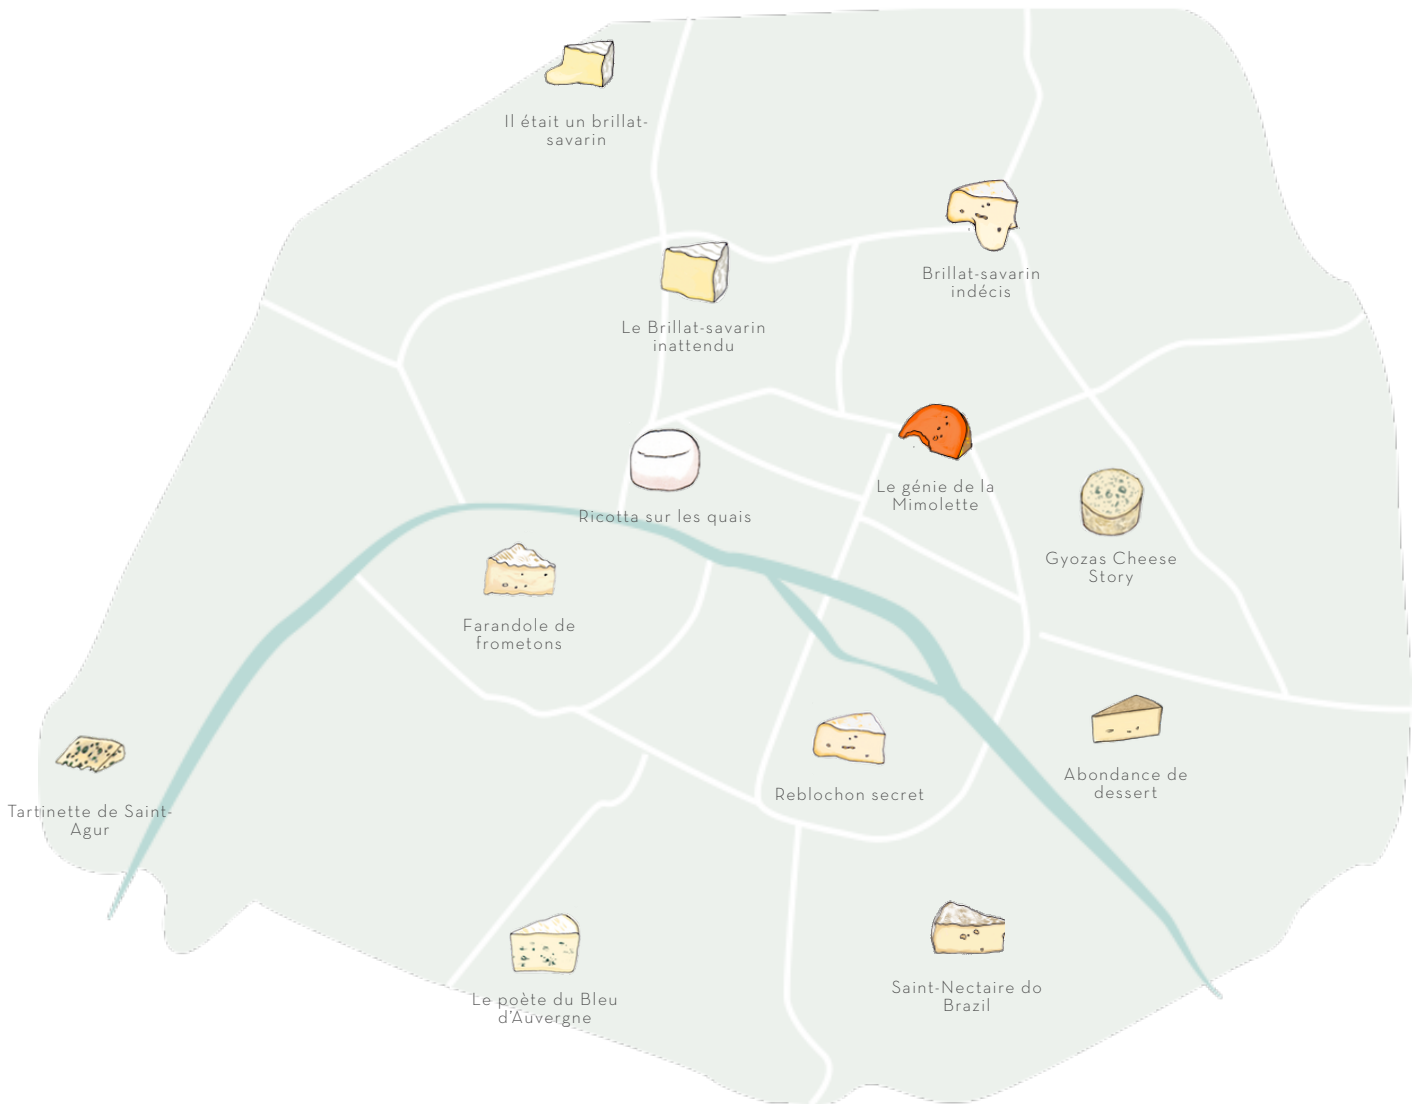 Il était un brillat-
savarin
Brillat-savarin
indécis
Le Brillat-savarin
inattendu
Le génie de la
Mimolette
Ricotta sur les quais
Gyozas Cheese
Story
Farandole de
frometons
Abondance de
dessert
Reblochon secret
Tartinette de Saint-
Agur
Saint-Nectaire do
Brazil
Le poète du Bleu
d'Auvergne